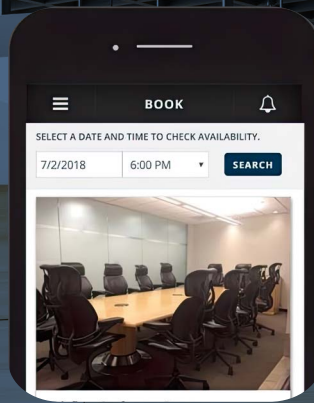 BOOK
SELECT A DATE AND TIME TO CHECK AVAILABILITY.
7/2/2018 6:00 PM SEARCH